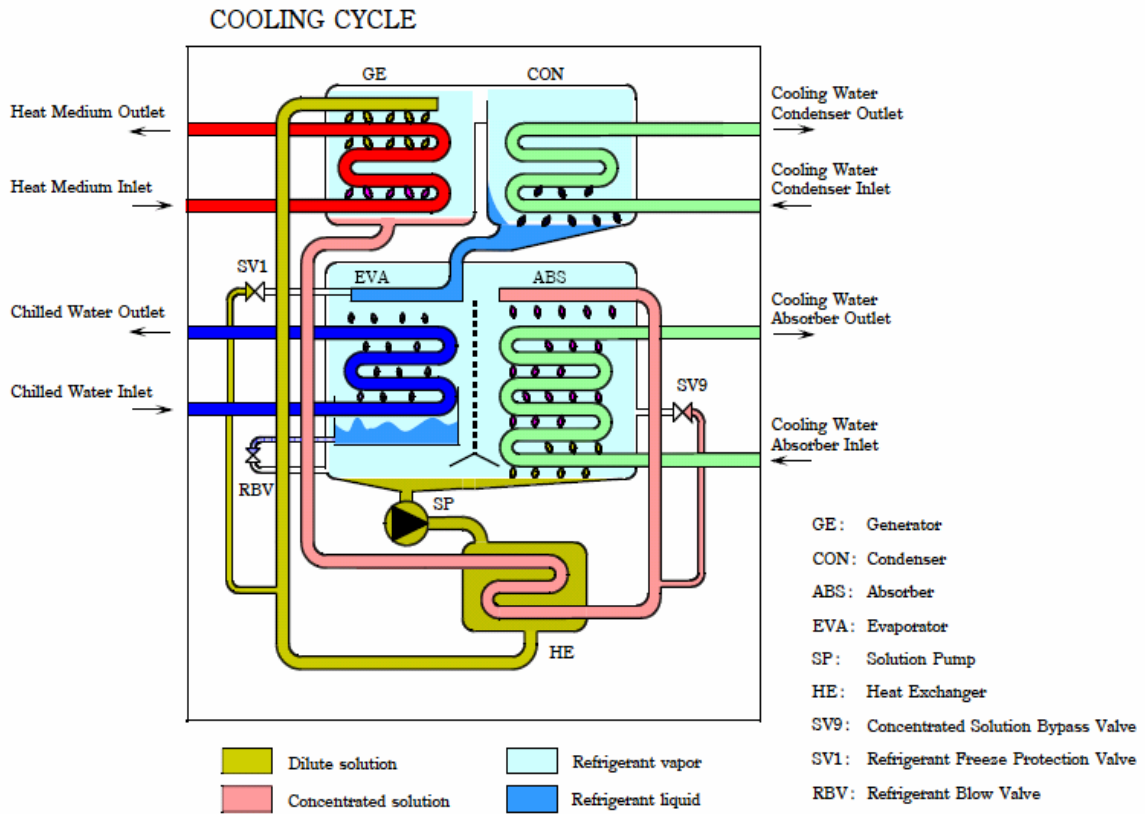 COOLING CYCLE
GE
CON
Heat Medium Outlet
Heat Medium Inlet
Cooling Water
Condenser Outlet
Cooling Water
Condenser Inlet
SV1
EVA
ABS
Chilled Water Outlet
Chilled Water Inlet
Cooling Water
Absorber Outlet
SV9
Cooling Water
Absorber Inlet
RBV
SP
HE
GE: Generator
CON: Condenser
ABS: Absorber
EVA: Evaporator
SP: Solution Pump
HE: Heat Exchanger
SV9: Concentrated Solution Bypass Valve
SV1: Refrigerant Freeze Protection Valve
RBV: Refrigerant Blow Valve
Dilute solution
Refrigerant vapor
Concentrated solution
Refrigerant liquid